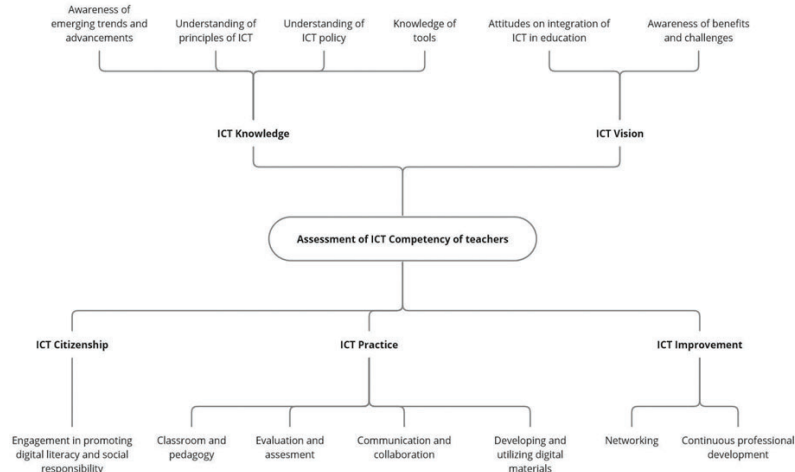 Awareness of
emerging trends and
advancements
Understanding of
principles of ICT
Understanding of
ICT policy
Knowledge of
tools
Attitudes on integration of
ICT in education
Awareness of benefits
and challenges
ICT Knowledge
ICT Vision
Assessment of ICT Competency of teachers
ICT Citizenship
ICT Practice
ICT Improvement
Engagement in promoting
digital literacy and social
responsibility
Classroom and
pedagogy
Evaluation and
assesment
Communication and
collaboration
Developing and
utilizing digital
materials
Networking
Continuous professional
development